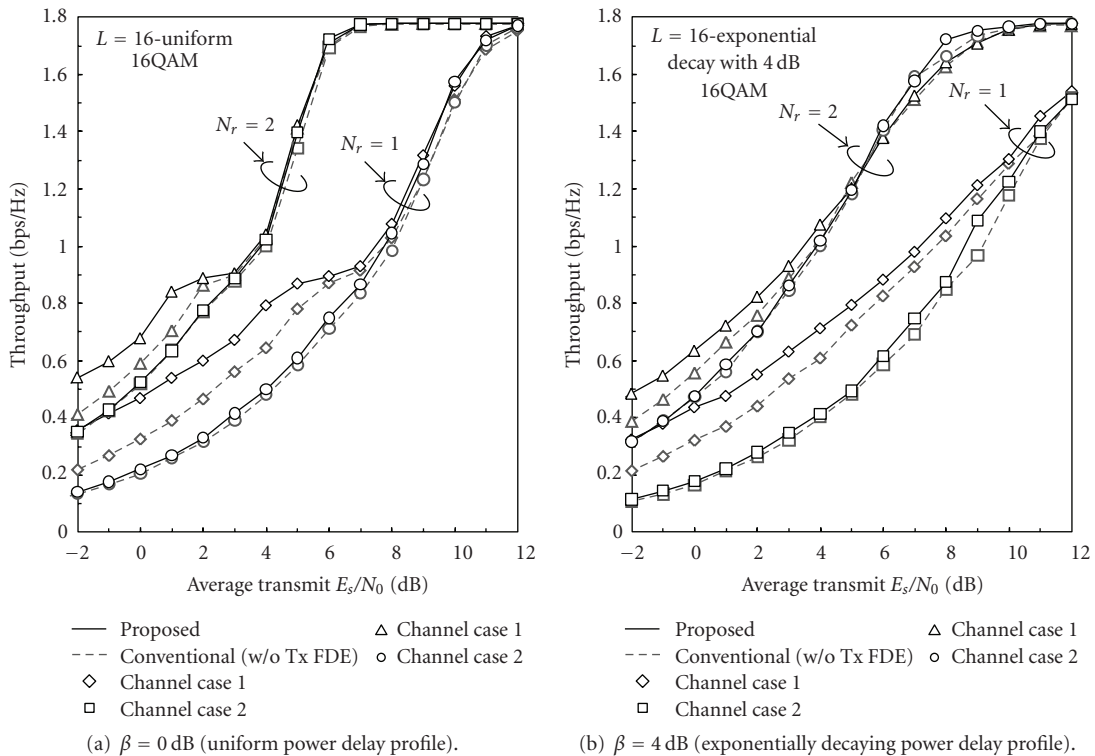 L = 16-uniform
16QAM
N_r = 2
N_r = 1
Throughput (bps/Hz)
1.8
1.6
1.4
1.2
1
0.8
0.6
0.4
0.2
0
−2 0 2 4 6 8 10 12
Average transmit E_s/N_0 (dB)
Proposed
Conventional (w/o Tx FDE)
Channel case 1
Channel case 2
Channel case 1
Channel case 2
(a) β = 0 dB (uniform power delay profile).
L = 16-exponential
decay with 4 dB
16QAM
N_r = 2
N_r = 1
Throughput (bps/Hz)
1.8
1.6
1.4
1.2
1
0.8
0.6
0.4
0.2
0
−2 0 2 4 6 8 10 12
Average transmit E_s/N_0 (dB)
Proposed
Conventional (w/o Tx FDE)
Channel case 1
Channel case 2
Channel case 1
Channel case 2
(b) β = 4 dB (exponentially decaying power delay profile).